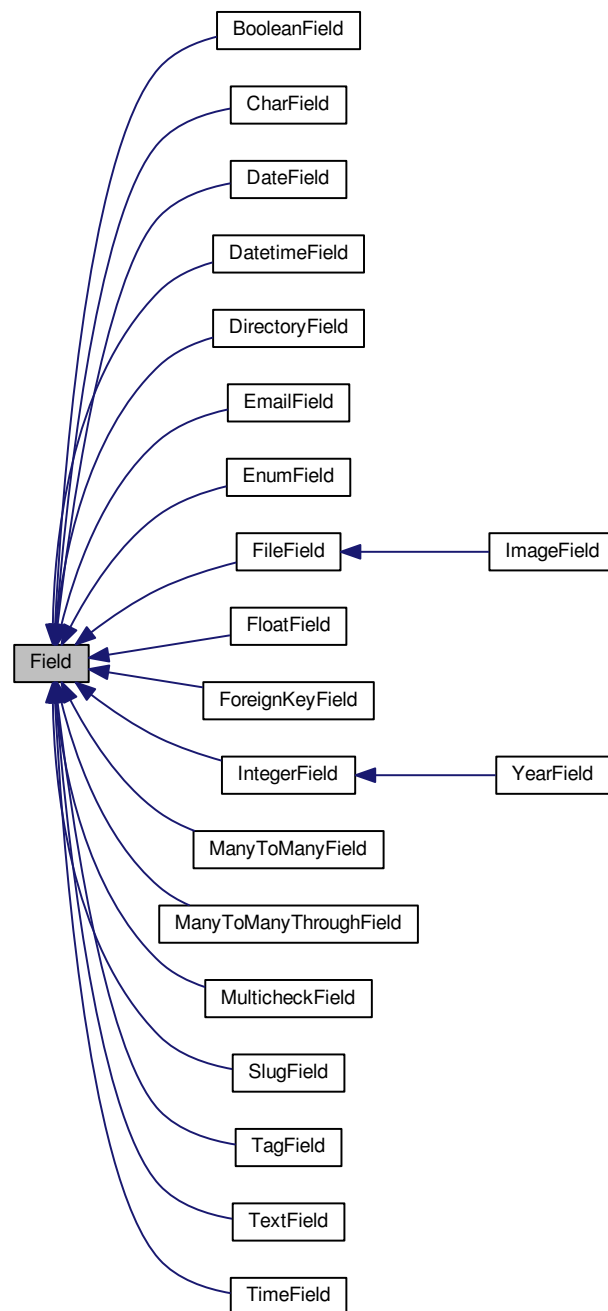 BooleanField
CharField
DateField
DatetimeField
DirectoryField
EmailField
EnumField
FileField
ImageField
FloatField
Field
ForeignKeyField
IntegerField
YearField
ManyToManyField
ManyToManyThroughField
MulticheckField
SlugField
TagField
TextField
TimeField